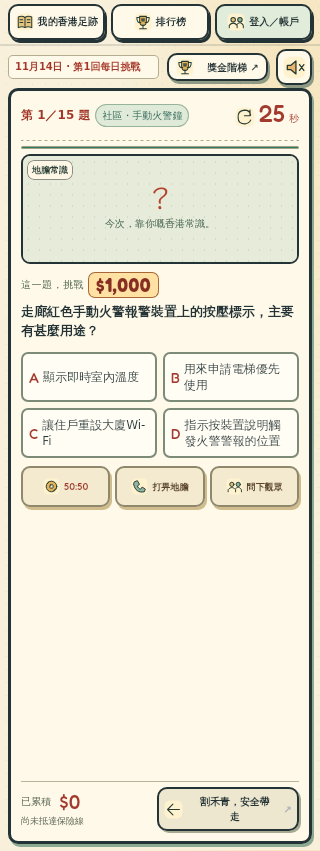 我的香港足跡
排行榜
登入／帳戶
11月14日・第1回每日挑戰
獎金階梯 ↗
第 1／15 題
社區・手動火警鐘
25 秒
地膽常識
?
今次，靠你嘅香港常識。
這一題，挑戰 $1,000
走廊紅色手動火警報警裝置上的按壓標示，主要
有甚麼用途？
A 顯示即時室內溫度
B 用來申請電梯優先
使用
C 讓住戶重設大廈Wi-
Fi
D 指示按裝置說明觸
發火警警報的位置
50:50
打畀地膽
問下觀眾
已累積 $0
尚未抵達保險線
割禾青，安全帶
走
↗